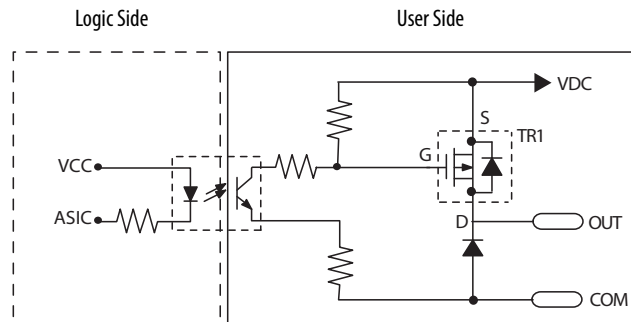 Logic Side
User Side
VDC
S
TR1
G
VCC
ASIC
D
OUT
COM